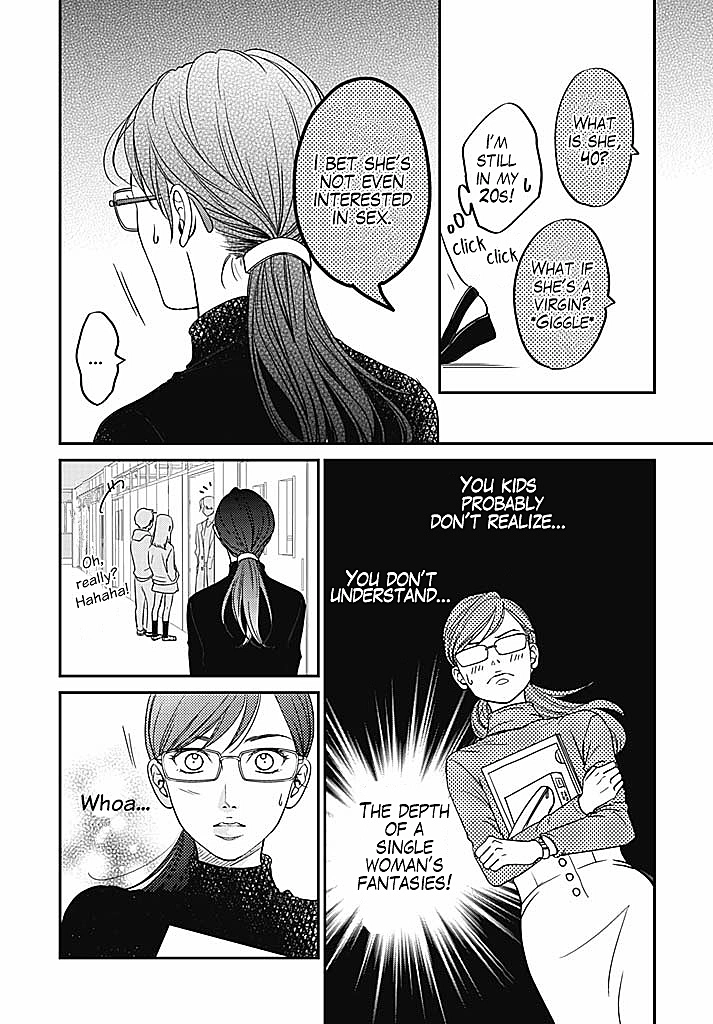 WHAT
IS SHE,
40?
I'M
STILL
IN MY
20S!
click
click
WHAT IF
SHE'S A
VIRGIN?
*GIGGLE*
I BET SHE'S
NOT EVEN
INTERESTED
IN SEX.
...
YOU KIDS
PROBABLY
DON'T REALIZE...
YOU DON'T
UNDERSTAND...
THE DEPTH
OF A
SINGLE
WOMAN'S
FANTASIES!
Oh,
really?
Hahaha!
Whoa...